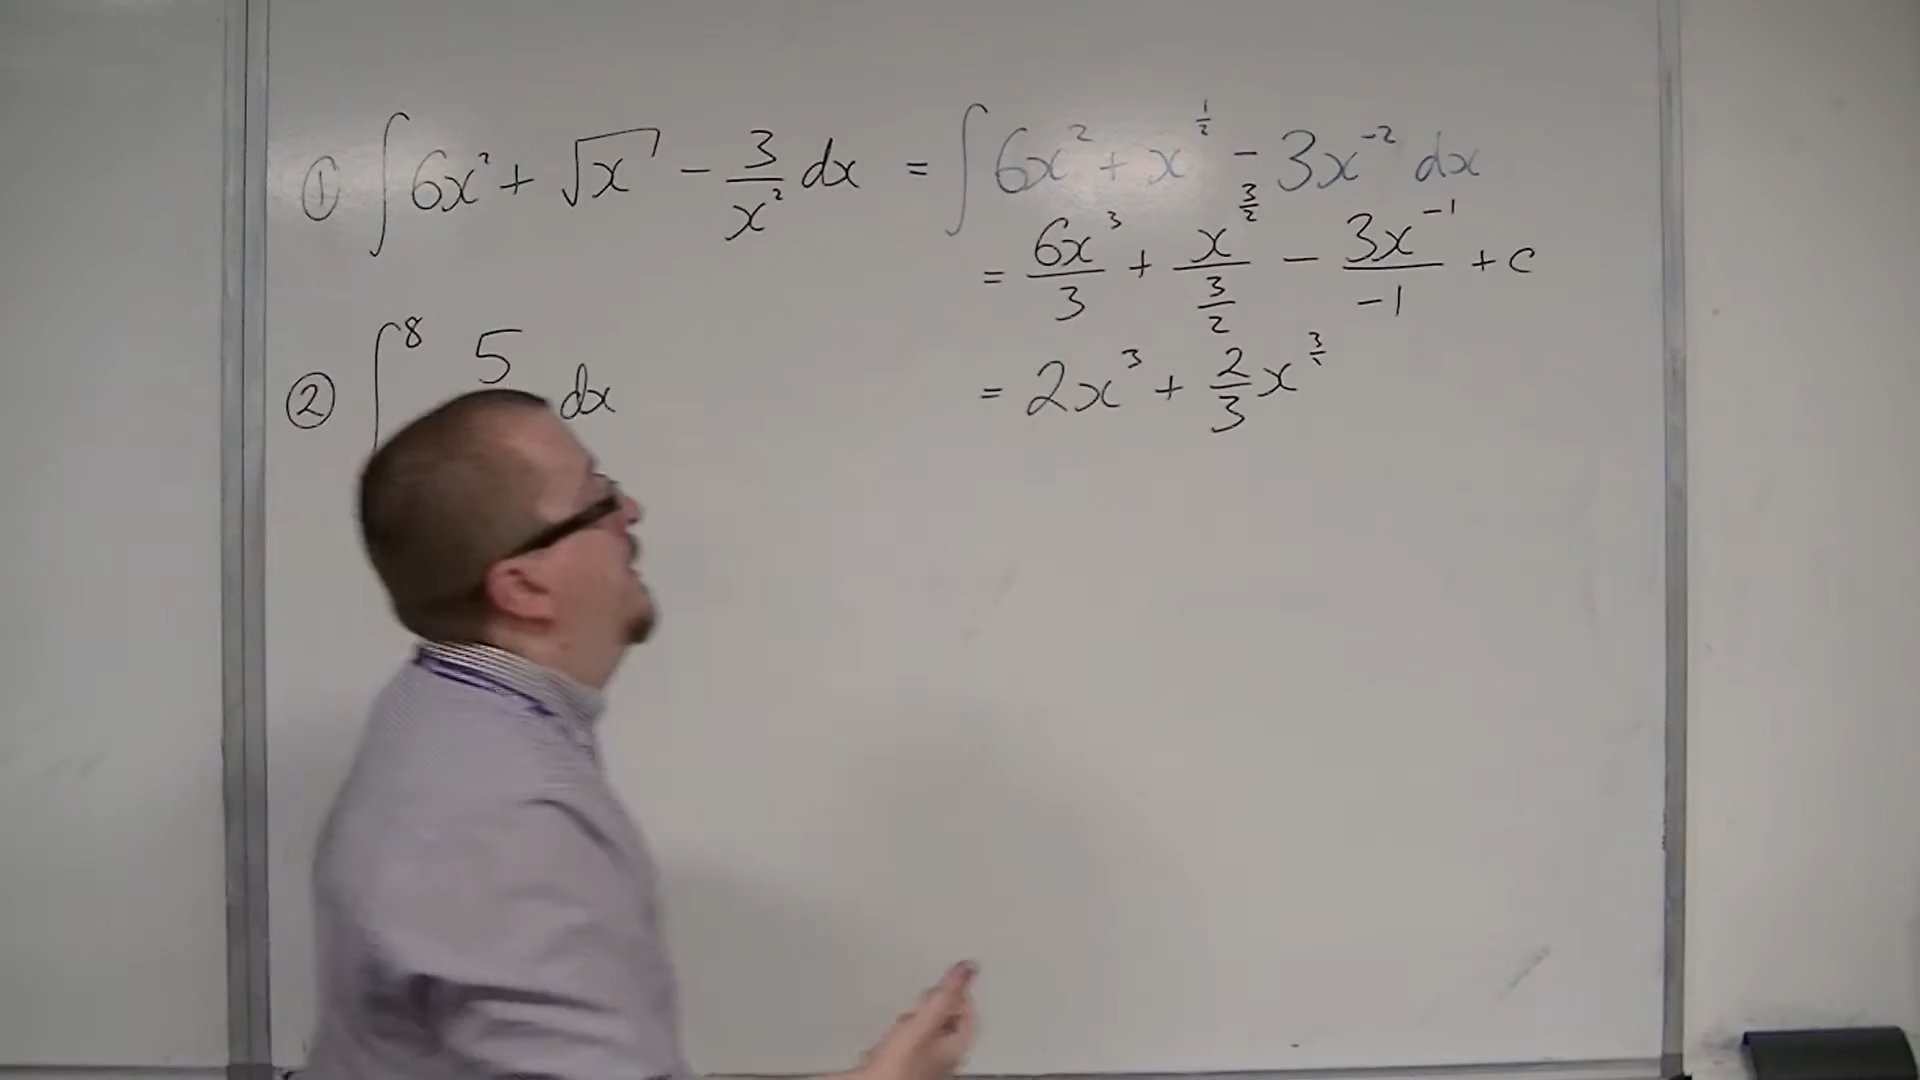 ① ∫ 6x² + √x - 3/x² dx = ∫ 6x² + x^(1/2) - 3x^(-2) dx
= 6x³/3 + x^(3/2)/(3/2) - 3x^(-1)/-1 + c
② ∫^8 5 dx
= 2x³ + 2/3 x^(3/